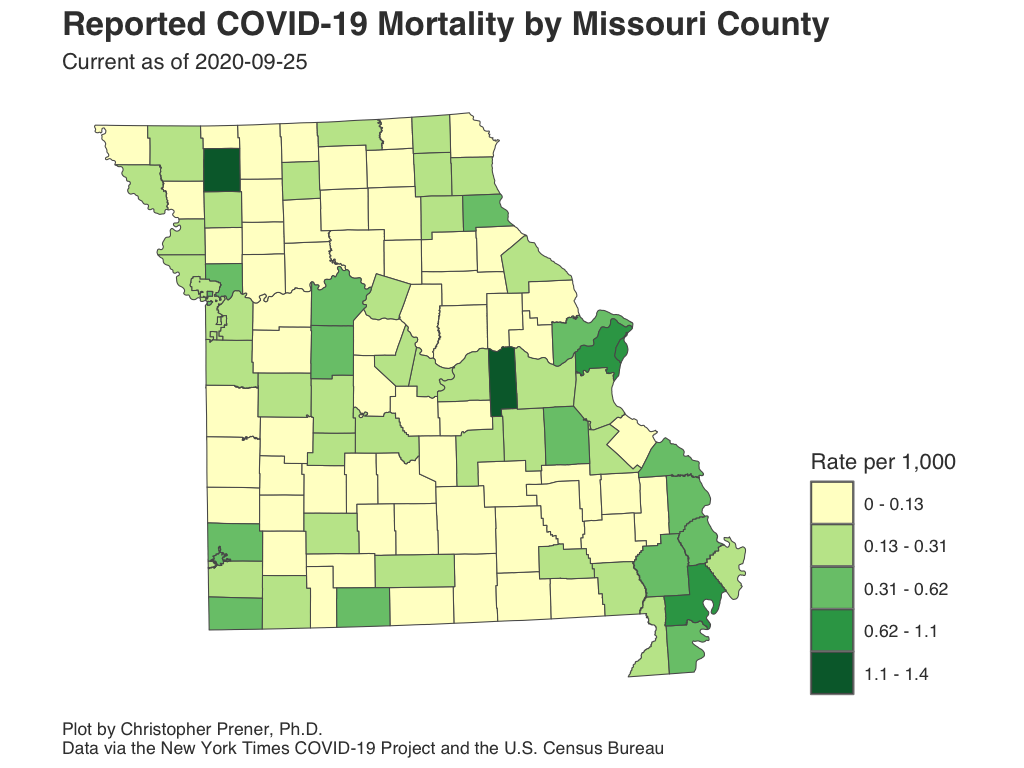 Reported COVID-19 Mortality by Missouri County
Current as of 2020-09-25
Rate per 1,000
0 - 0.13
0.13 - 0.31
0.31 - 0.62
0.62 - 1.1
1.1 - 1.4
Plot by Christopher Prener, Ph.D.
Data via the New York Times COVID-19 Project and the U.S. Census Bureau